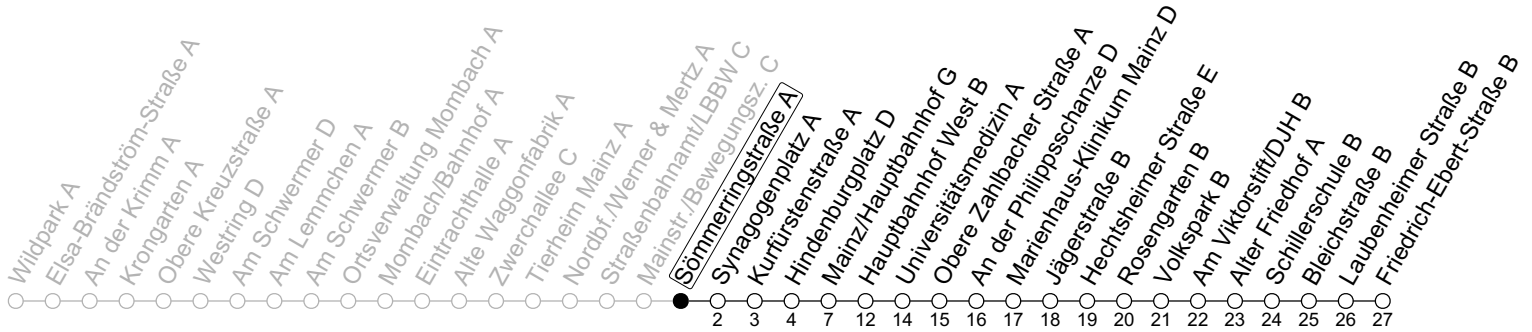 Wildpark A
Elsa-Brändström-Straße A
An der Krimm A
Krongarten A
Obere Kreuzstraße A
Westring D
Am Schwermer D
Am Lemmchen A
Am Schwermer B
Ortsverwaltung Mombach A
Mombach/Bahnhof A
Eintrachthalle A
Alte Waggonfabrik A
Zwerchallee C
Tierheim Mainz A
Nordbf./Werner & Mertz A
Straßenbahnamt/LBBW C
Mainstr./Bewegungsz. C
Sömmerringstraße A
Synagogenplatz A
Kurfürstenstraße A
Hindenburgplatz D
Mainz/Hauptbahnhof G
Hauptbahnhof West B
Universitätsmedizin A
Obere Zahlbacher Straße A
An der Philippsschanze D
Marienhaus-Klinikum Mainz D
Jägerstraße B
Hechtsheimer Straße E
Rosengarten B
Volkspark B
Am Viktorstift/DJH B
Alter Friedhof A
Schillerschule B
Bleichstraße B
Laubenheimer Straße B
Friedrich-Ebert-Straße B
2 3 4 7 12 14 15 16 17 18 19 20 21 22 23 24 25 26 27